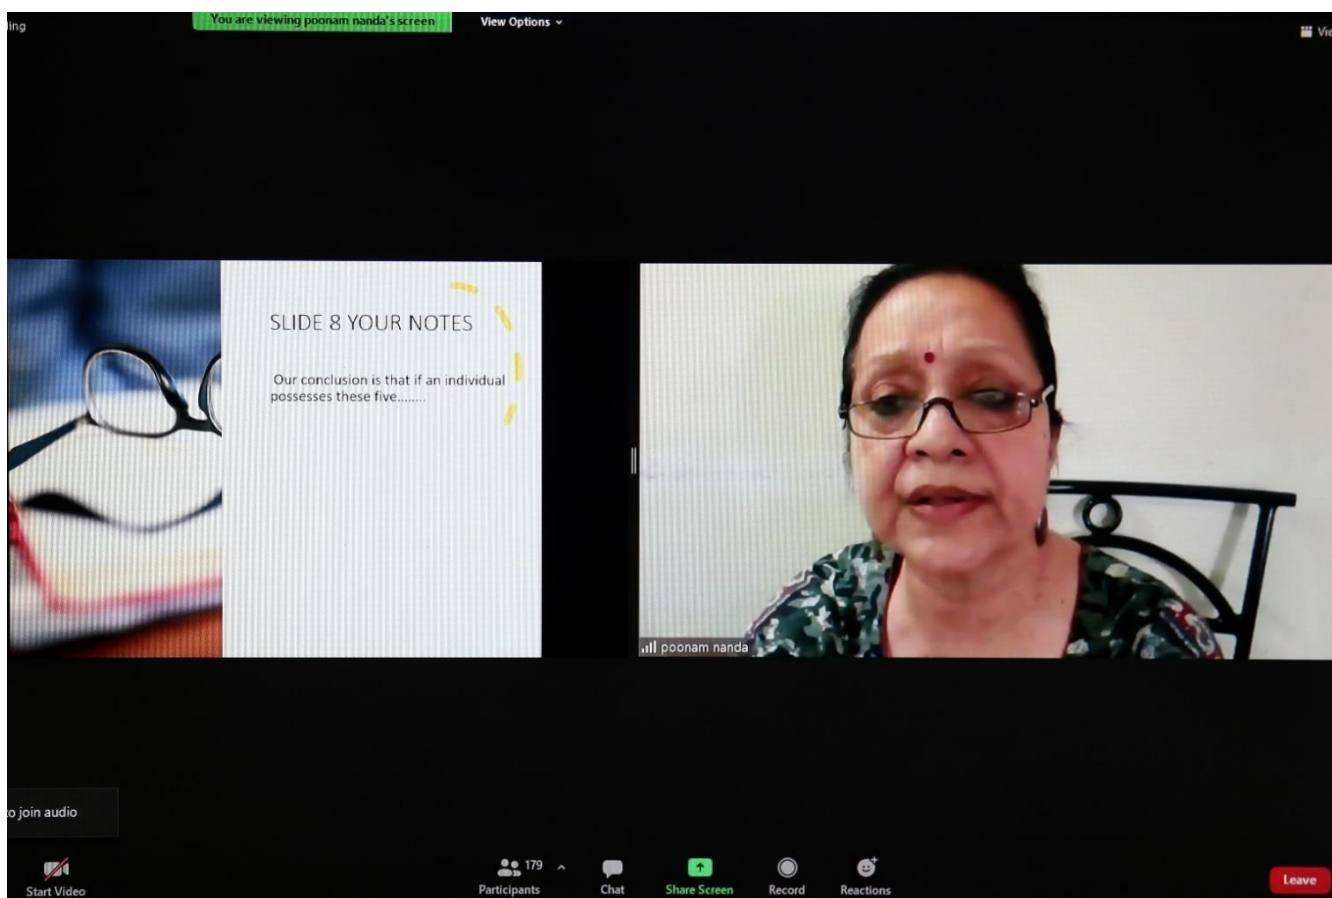 ling
You are viewing poonam nanda's screen
View Options
Vie
SLIDE 8 YOUR NOTES
Our conclusion is that if an individual
possesses these five........
poonam nanda
to join audio
Start Video
179
Participants
Chat
Share Screen
Record
Reactions
Leave